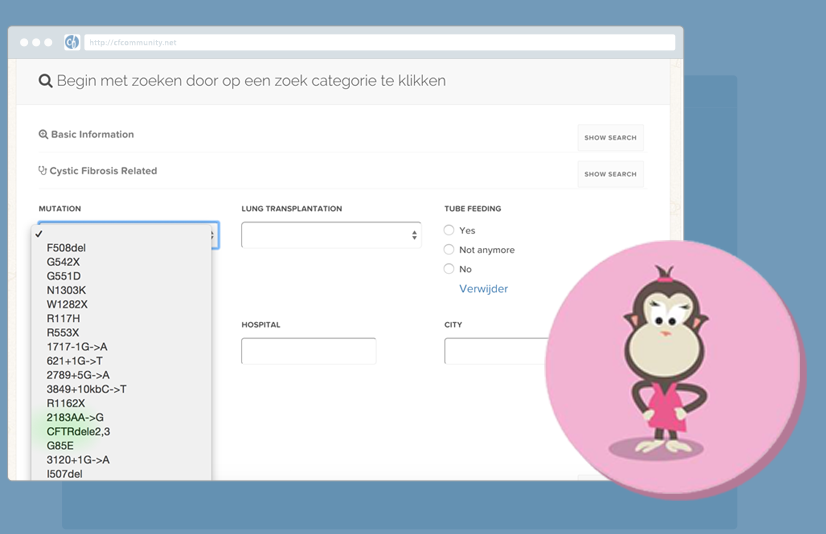 http://cfcommunity.net
Begin met zoeken door op een zoek categorie te klikken
Basic Information
SHOW SEARCH
Cystic Fibrosis Related
SHOW SEARCH
MUTATION
LUNG TRANSPLANTATION
TUBE FEEDING
✓
F508del
G542X
G551D
N1303K
W1282X
R117H
R553X
1717-1G->A
621+1G->T
2789+5G->A
3849+10kbC->T
R1162X
2183AA->G
CFTRdele2,3
G85E
3120+1G->A
I507del
Yes
Not anymore
No
Verwijder
HOSPITAL
CITY